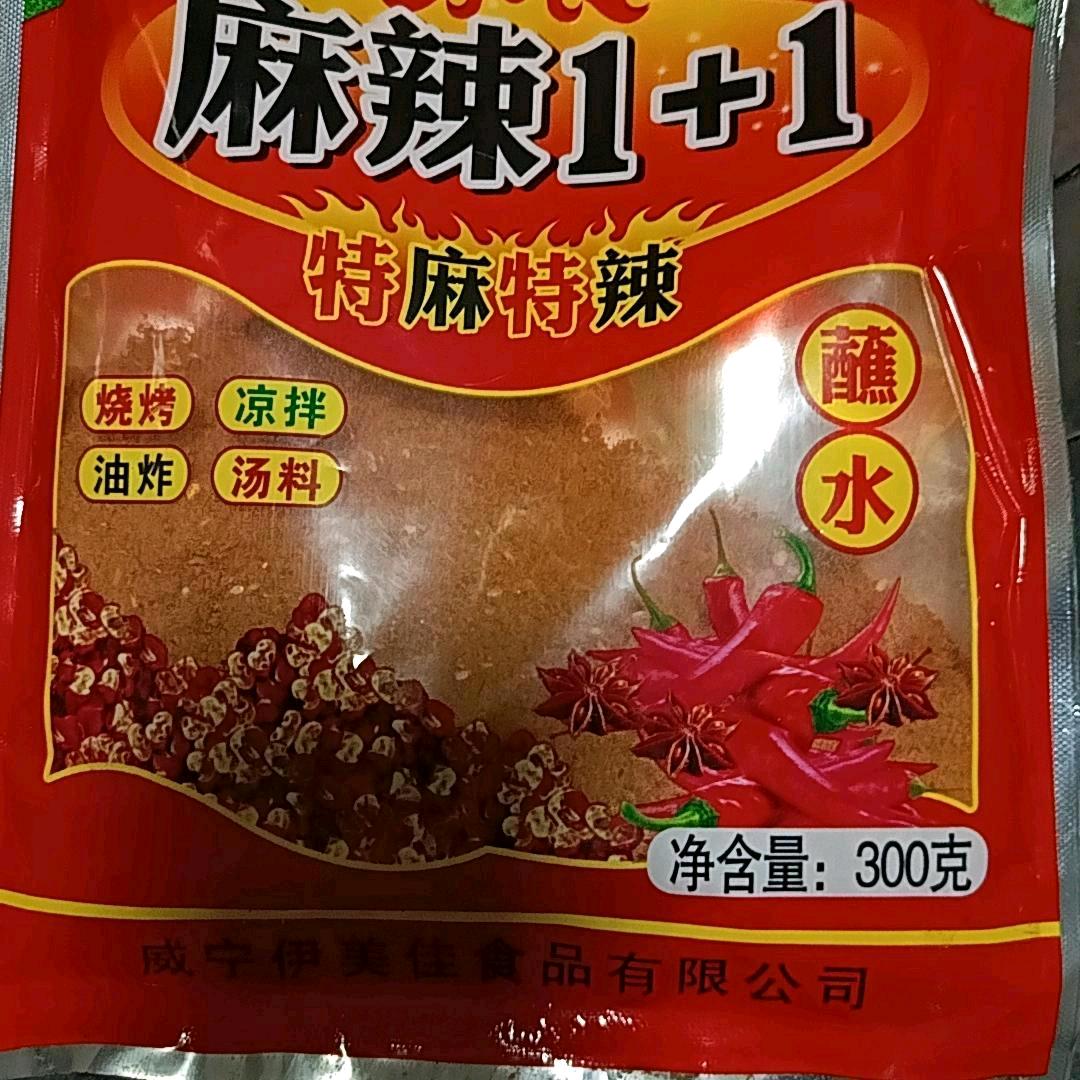 麻辣1+1
特麻特辣
蘸水
烧烤 凉拌
油炸 汤料
净含量：300克
威宁伊美佳食品有限公司